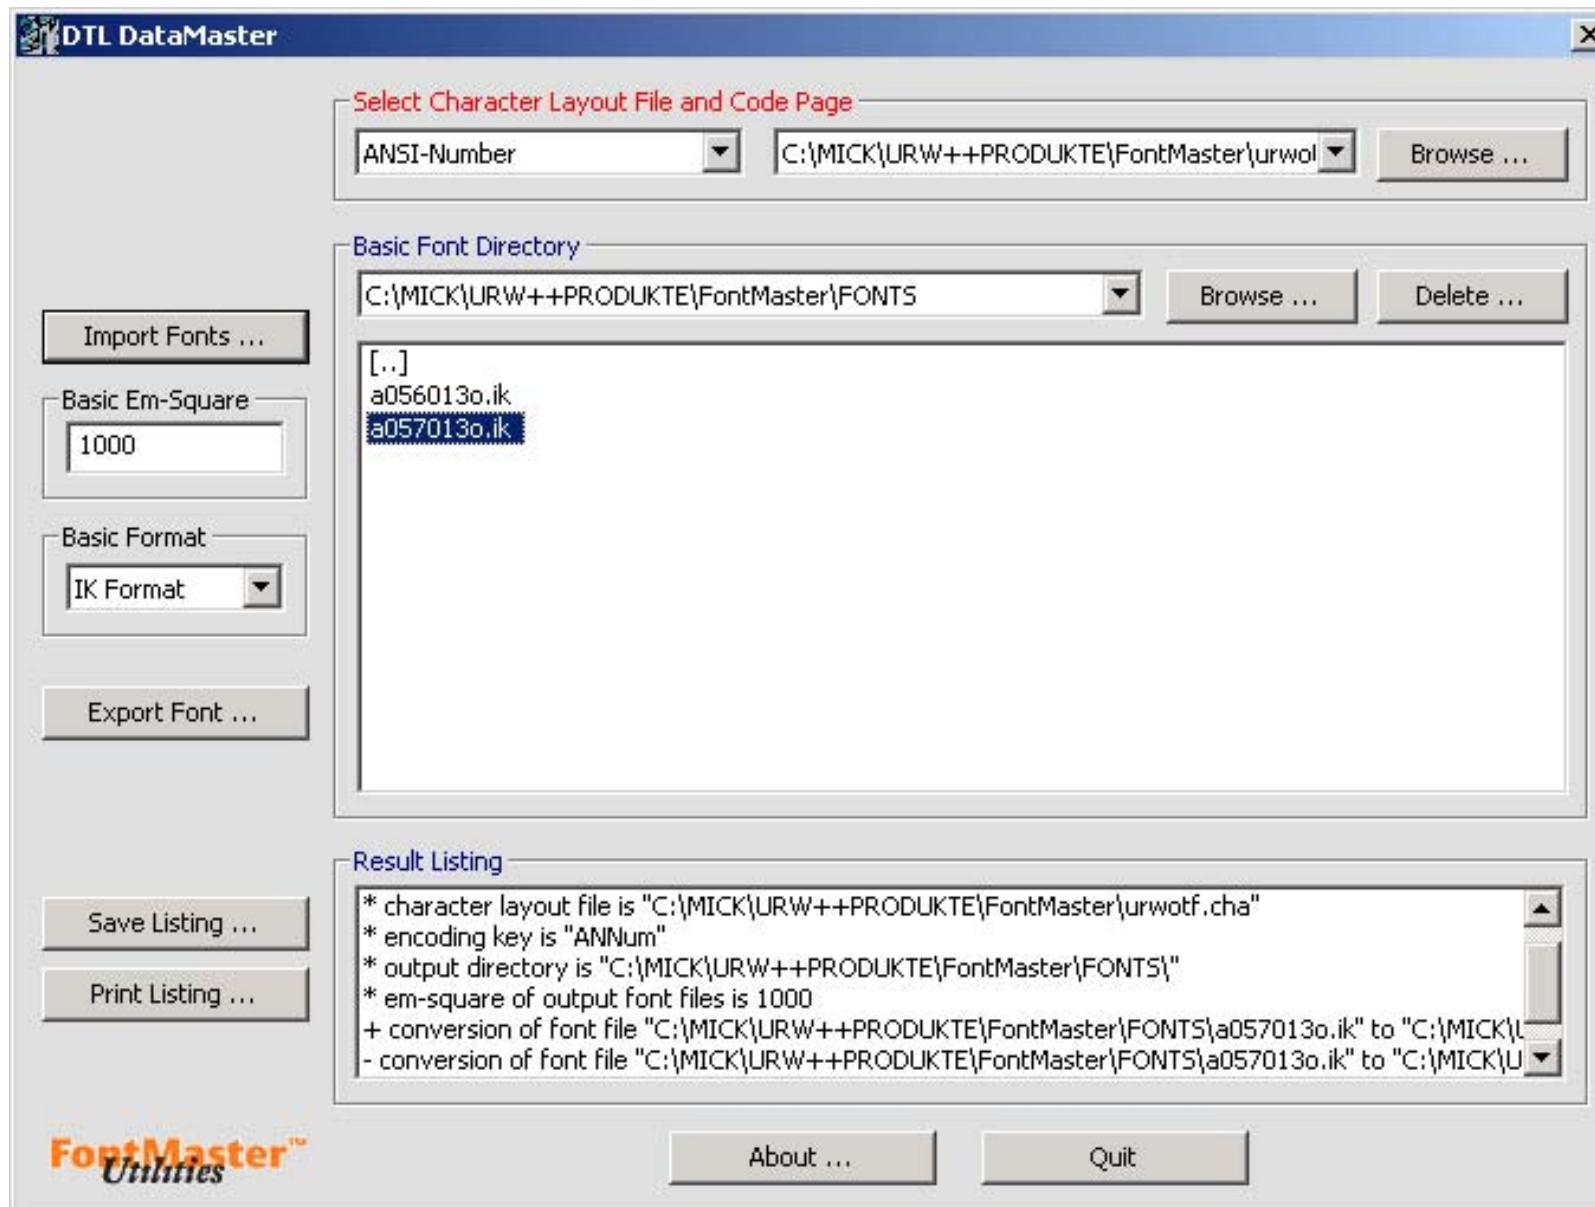 DTL DataMaster
Select Character Layout File and Code Page
ANSI-Number
C:\MICK\URW++PRODUKTE\FontMaster\urwot
Browse ...
Basic Font Directory
C:\MICK\URW++PRODUKTE\FontMaster\FONTS
Browse ...
Delete ...
Import Fonts ...
[..]
a056013o.ik
a057013o.ik
Basic Em-Square
1000
Basic Format
IK Format
Export Font ...
Result Listing
* character layout file is "C:\MICK\URW++PRODUKTE\FontMaster\urwotf.cha"
* encoding key is "ANNum"
* output directory is "C:\MICK\URW++PRODUKTE\FontMaster\FONTS\"
* em-square of output font files is 1000
+ conversion of font file "C:\MICK\URW++PRODUKTE\FontMaster\FONTS\a057013o.ik" to "C:\MICK\U
- conversion of font file "C:\MICK\URW++PRODUKTE\FontMaster\FONTS\a057013o.ik" to "C:\MICK\U
Save Listing ...
Print Listing ...
FontMaster™
Utilities
About ...
Quit